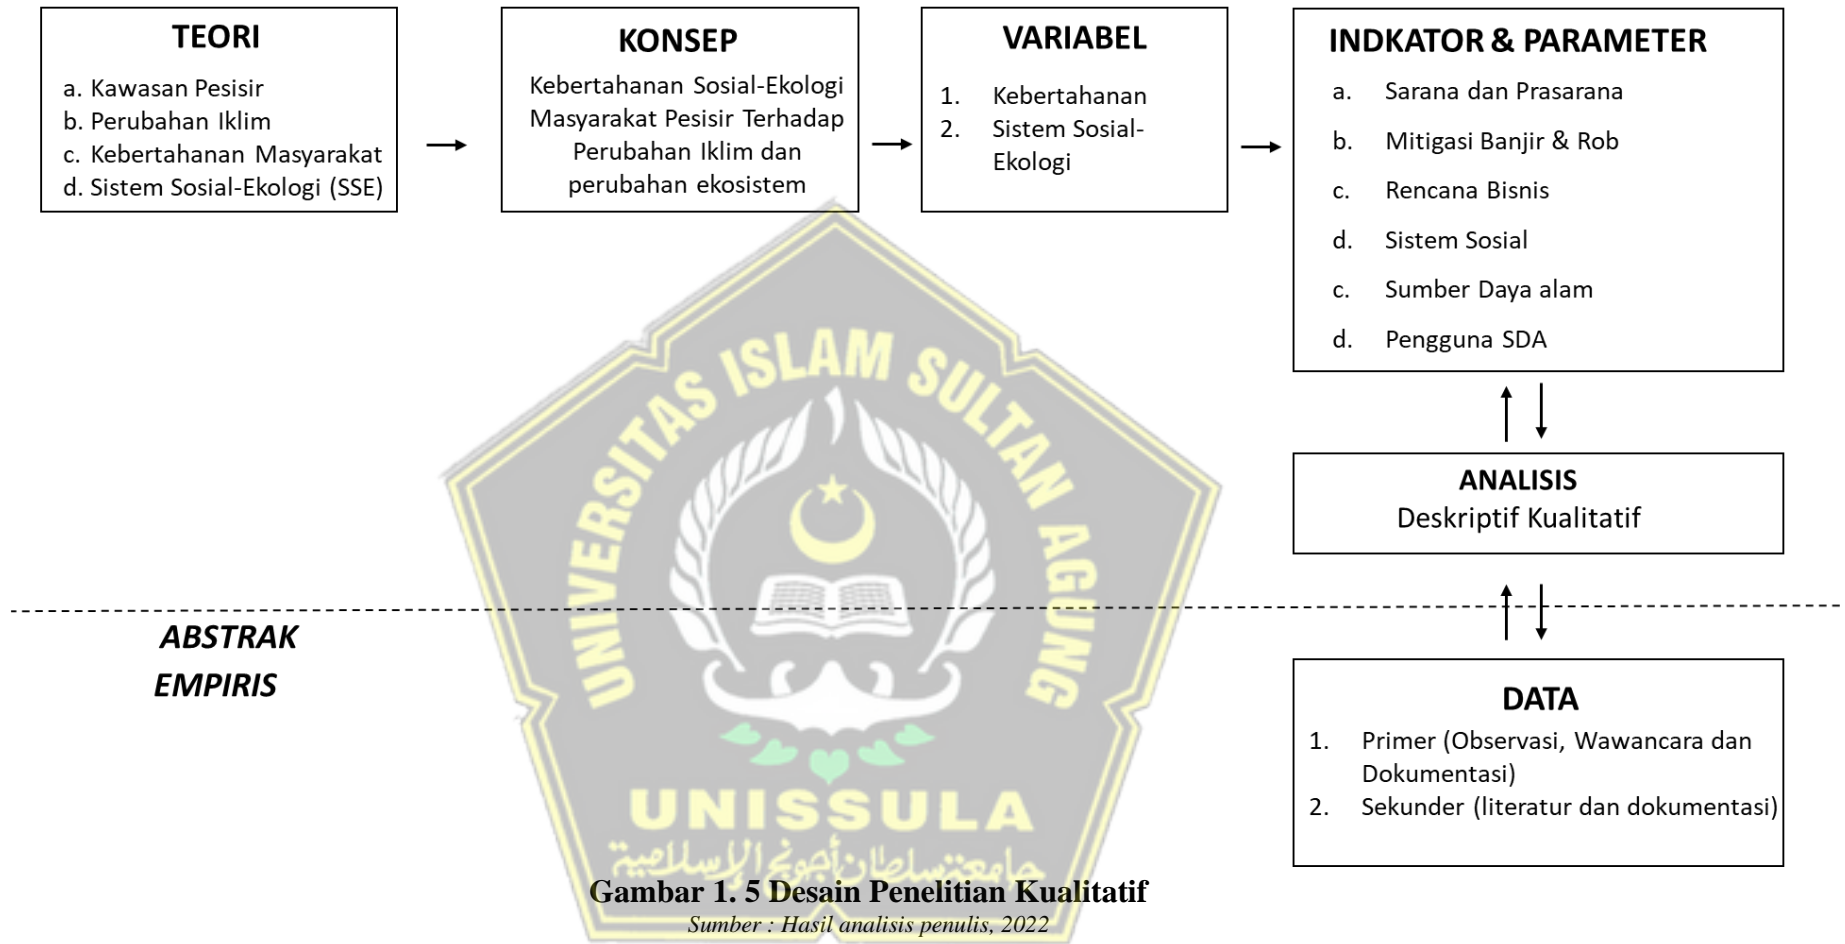 TEORI
a. Kawasan Pesisir
b. Perubahan Iklim
c. Kebertahanan Masyarakat
d. Sistem Sosial-Ekologi (SSE)
KONSEP
Kebertahanan Sosial-Ekologi
Masyarakat Pesisir Terhadap
Perubahan Iklim dan
perubahan ekosistem
VARIABEL
1. Kebertahanan
2. Sistem Sosial-
Ekologi
INDKATOR & PARAMETER
a. Sarana dan Prasarana
b. Mitigasi Banjir & Rob
c. Rencana Bisnis
d. Sistem Sosial
c. Sumber Daya alam
d. Pengguna SDA
ANALISIS
Deskriptif Kualitatif
ABSTRAK
EMPIRIS
DATA
1. Primer (Observasi, Wawancara dan
Dokumentasi)
2. Sekunder (literatur dan dokumentasi)
UNIVERSITAS ISLAM SULTAN AGUNG
UNISSULA
جامعة سلطان أجونج الإسلامية
Gambar 1. 5 Desain Penelitian Kualitatif
Sumber : Hasil analisis penulis, 2022